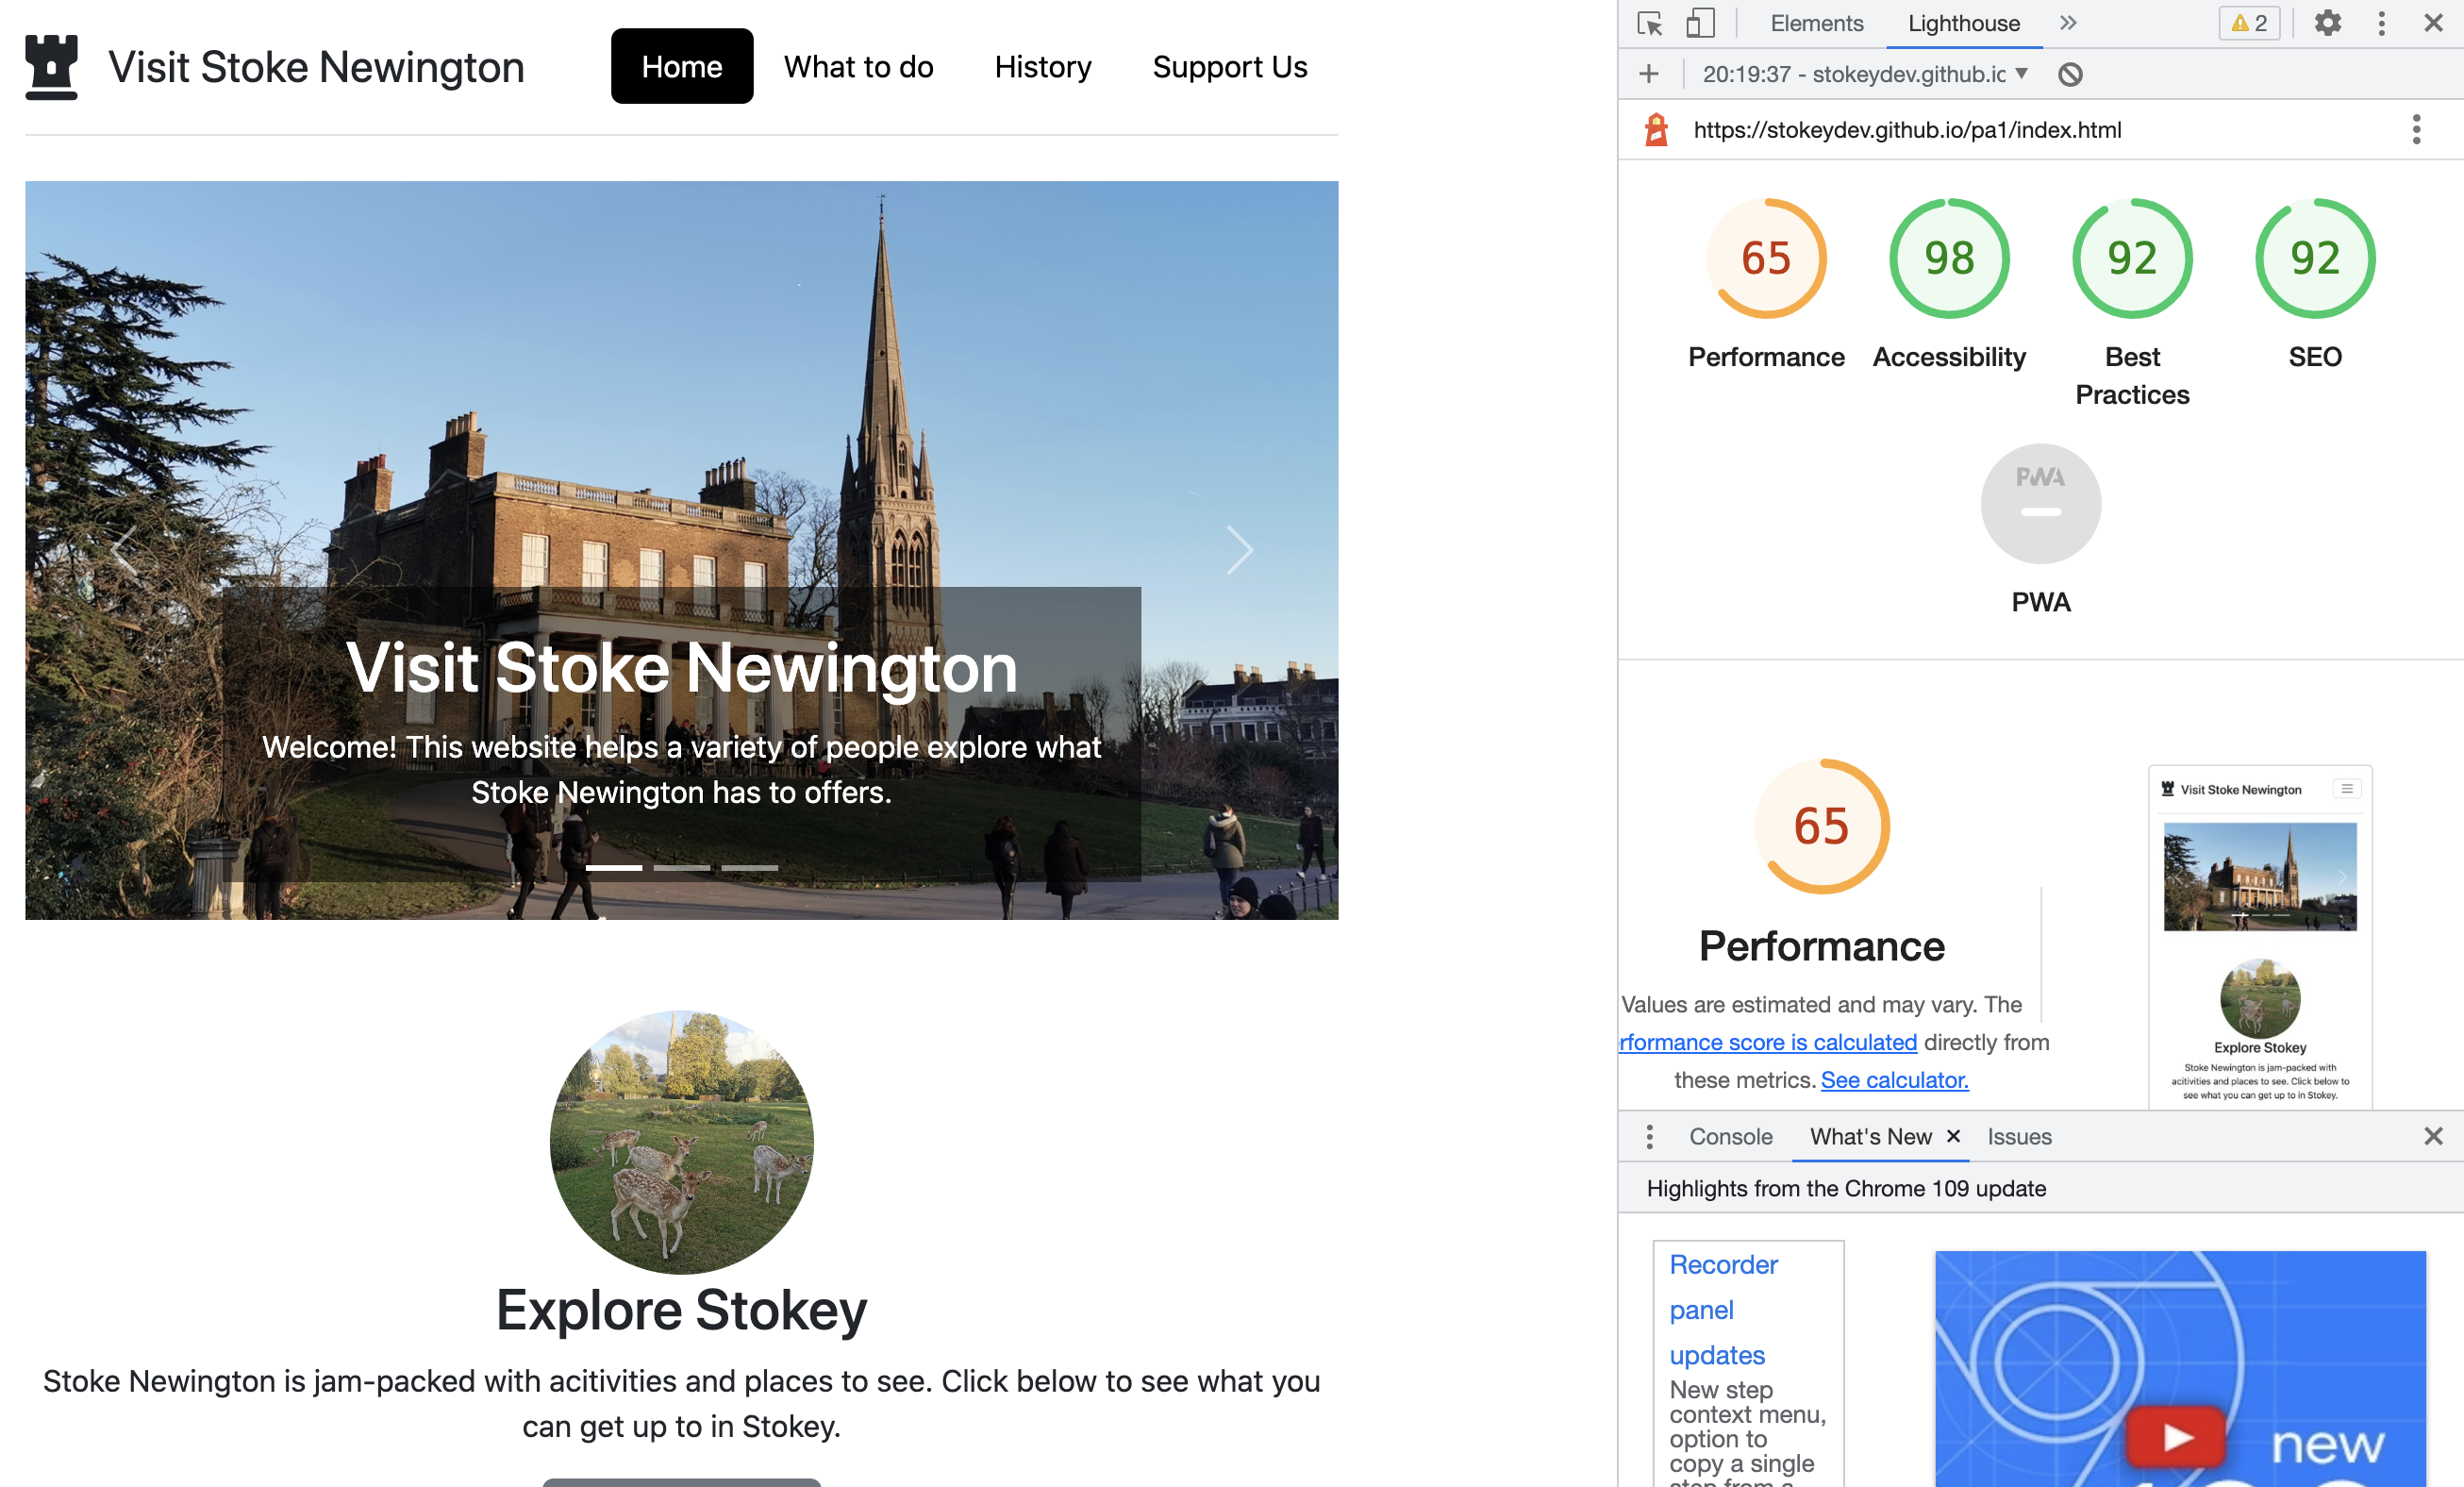 Visit Stoke Newington
Home What to do History Support Us
Visit Stoke Newington
Welcome! This website helps a variety of people explore what
Stoke Newington has to offers.
Explore Stokey
Stoke Newington is jam-packed with acitivities and places to see. Click below to see what you
can get up to in Stokey.
Elements Lighthouse 2
20:19:37 - stokeydev.github.ic
https://stokeydev.github.io/pa1/index.html
65 98 92 92
Performance Accessibility Best Practices SEO
PWA
PWA
65
Performance
Values are estimated and may vary. The
rformance score is calculated directly from
these metrics. See calculator.
Visit Stoke Newington
Explore Stokey
Stoke Newington is jam-packed with
acitivities and places to see. Click below to
see what you can get up to in Stokey.
Console What's New Issues
Highlights from the Chrome 109 update
Recorder
panel
updates
New step
context menu,
option to
copy a single
step from a
new